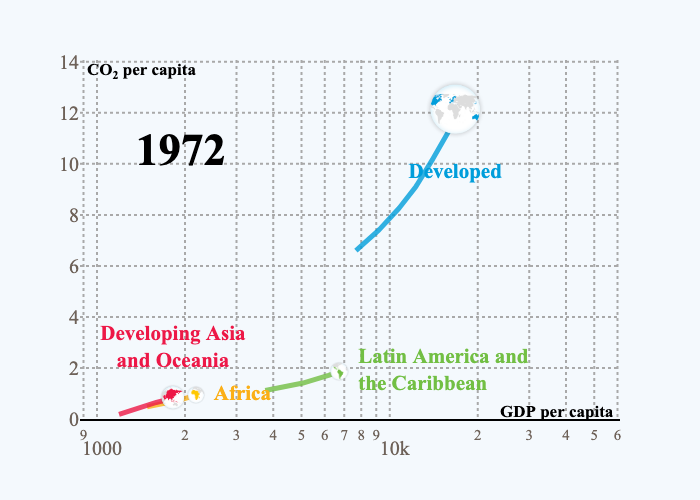 14
CO₂ per capita
12
1972
10
Developed
8
6
4
Developing Asia
and Oceania
Latin America and
the Caribbean
2
Africa
0
GDP per capita
9 2 3 4 5 6 7 8 9 2 3 4 5 6
1000 10k